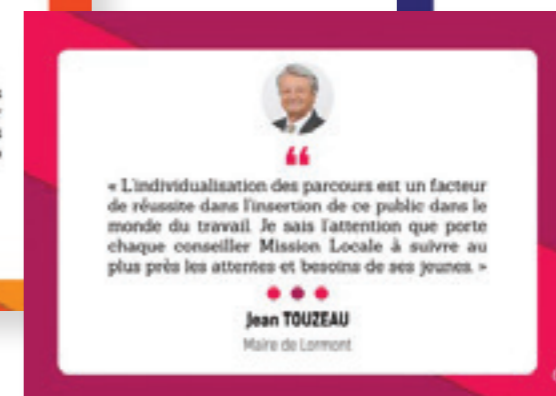 « L'individualisation des parcours est un facteur
de réussite dans l'insertion de ce public dans le
monde du travail. Je sais l'attention que porte
chaque conseiller Mission Locale à suivre au
plus près les attentes et besoins de ses jeunes. »
Jean TOUZEAU
Maire de Lormont